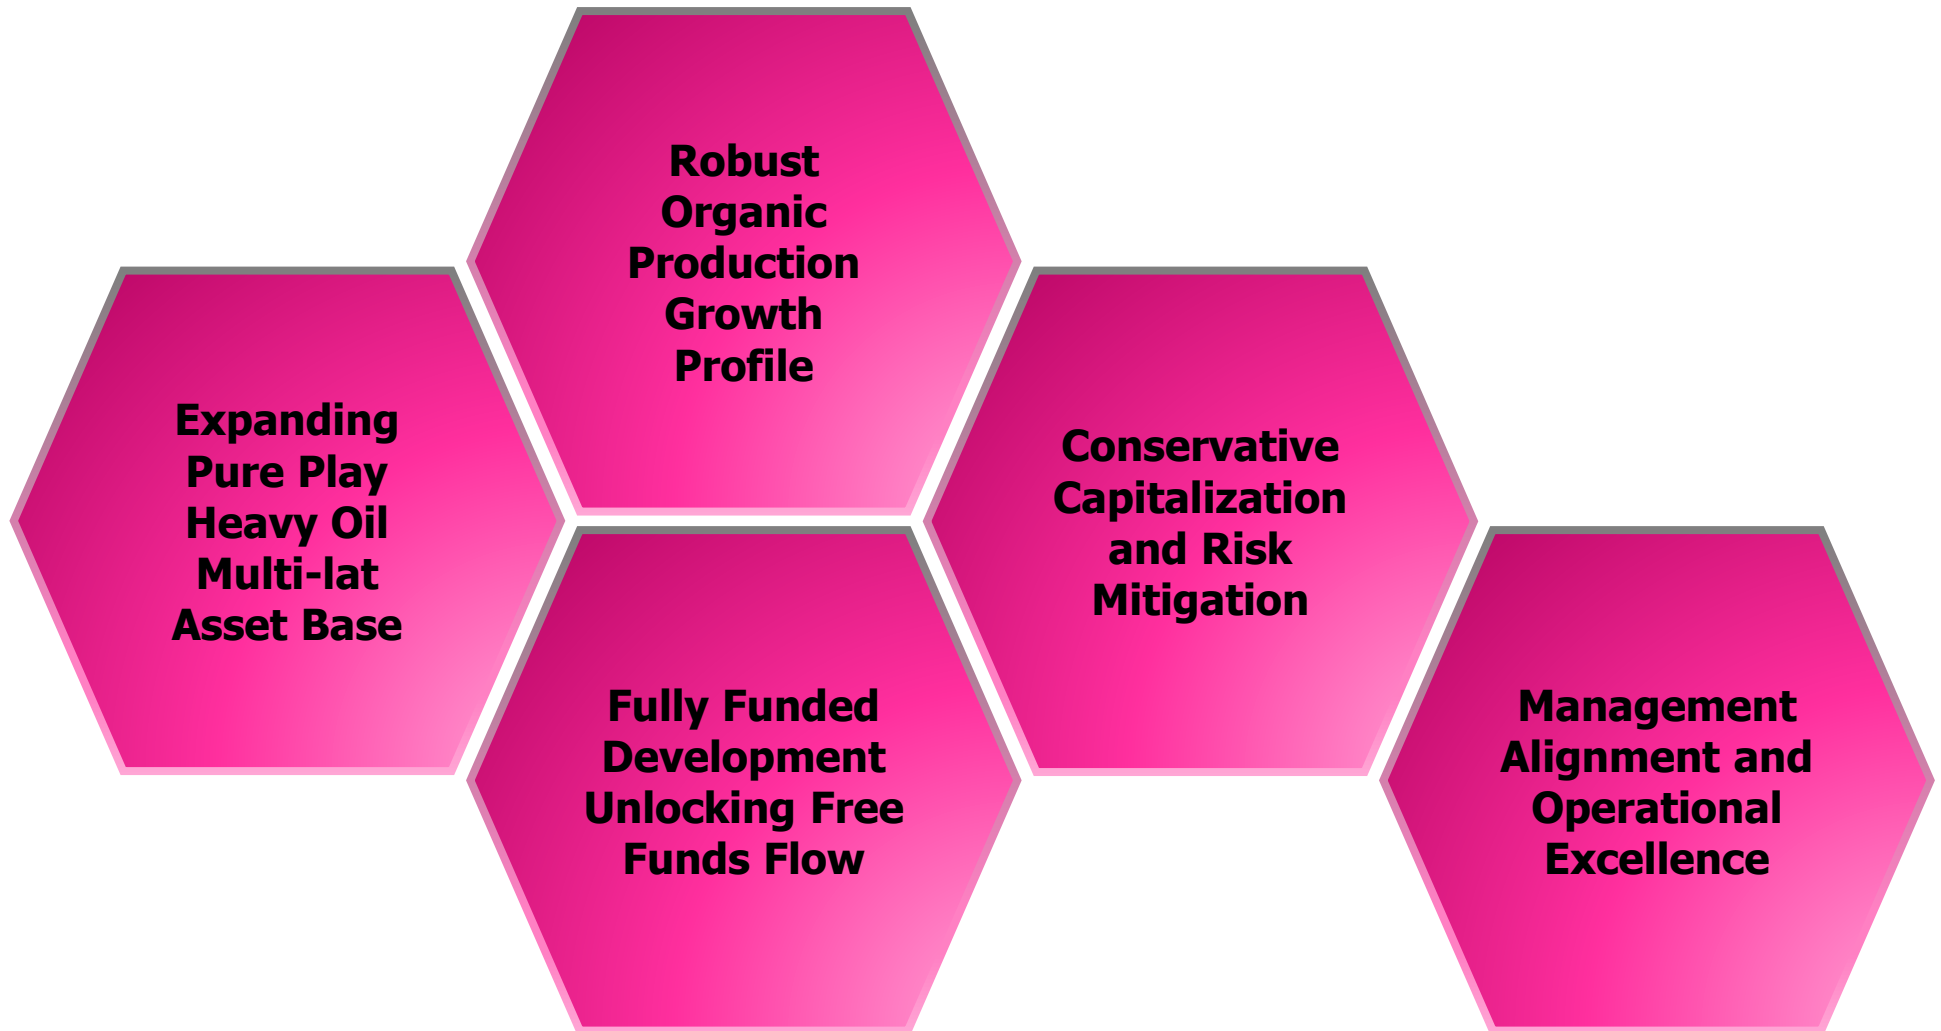 Expanding
Pure Play
Heavy Oil
Multi-lat
Asset Base
Robust
Organic
Production
Growth
Profile
Fully Funded
Development
Unlocking Free
Funds Flow
Conservative
Capitalization
and Risk
Mitigation
Management
Alignment and
Operational
Excellence